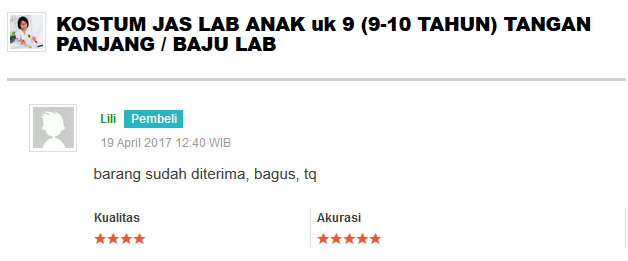 KOSTUM JAS LAB ANAK uk 9 (9-10 TAHUN) TANGAN
PANJANG / BAJU LAB
Lili Pembeli
19 April 2017 12:40 WIB
barang sudah diterima, bagus, tq
Kualitas Akurasi